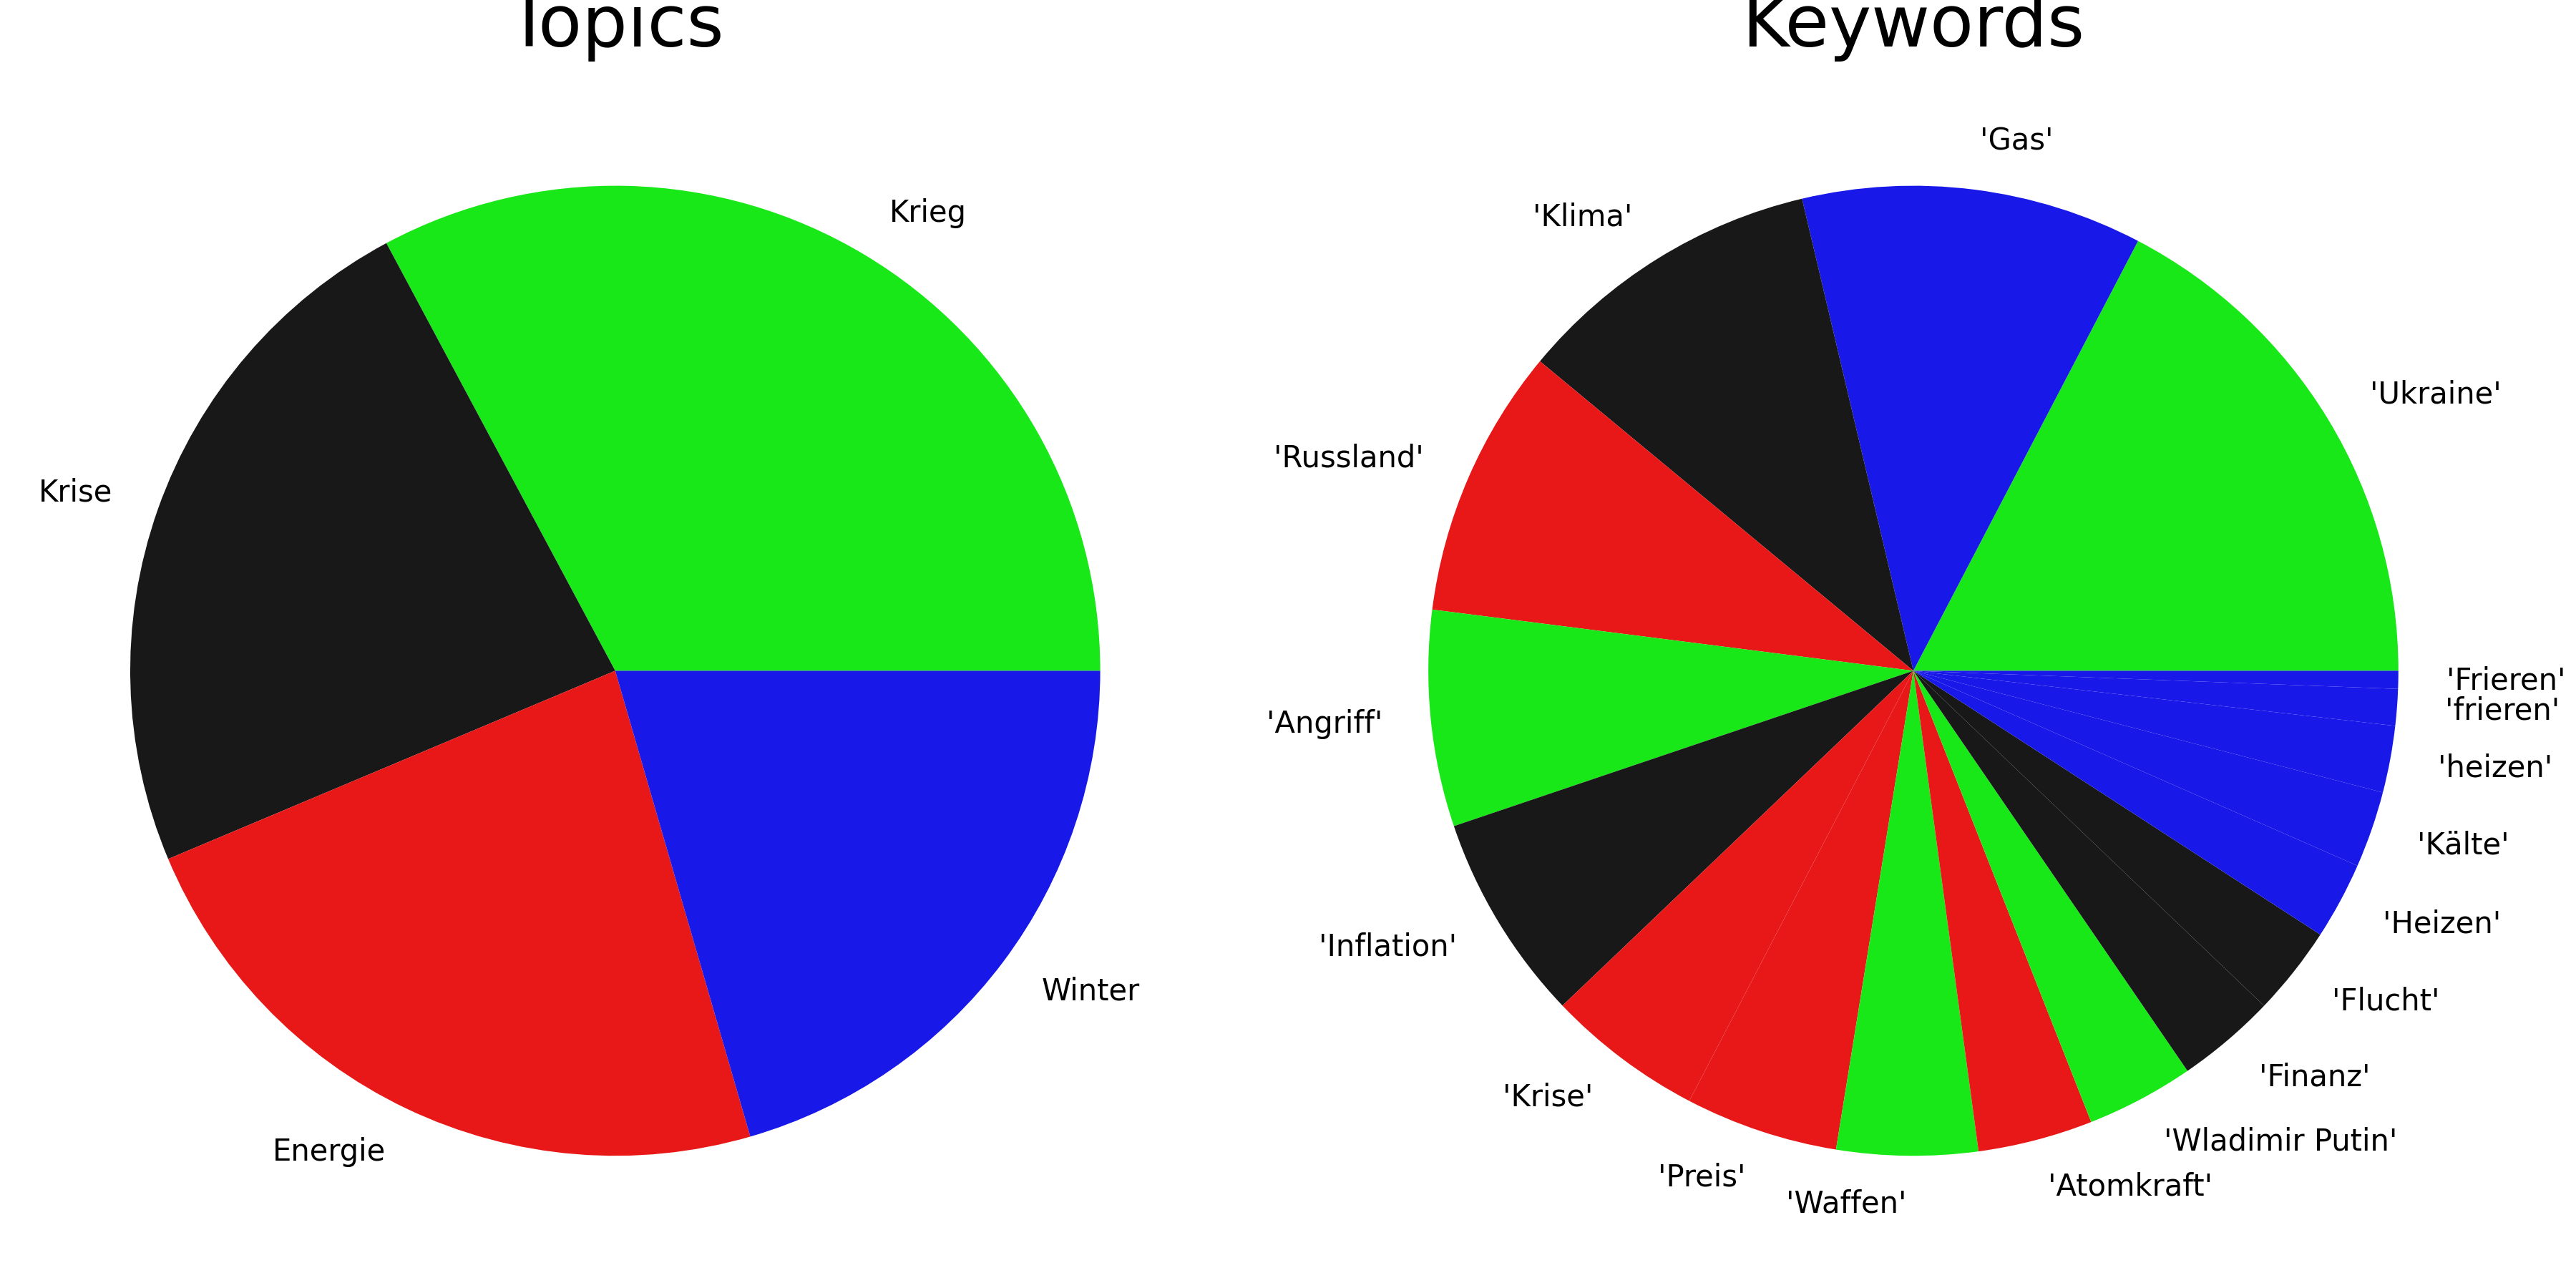 Topics
Krieg
Krise
Energie
Winter
Keywords
'Gas'
'Klima'
'Ukraine'
'Russland'
'Angriff'
'Inflation'
'Krise'
'Preis'
'Waffen'
'Atomkraft'
'Wladimir Putin'
'Finanz'
'Flucht'
'Heizen'
'Kälte'
'heizen'
'frieren'
'Frieren'